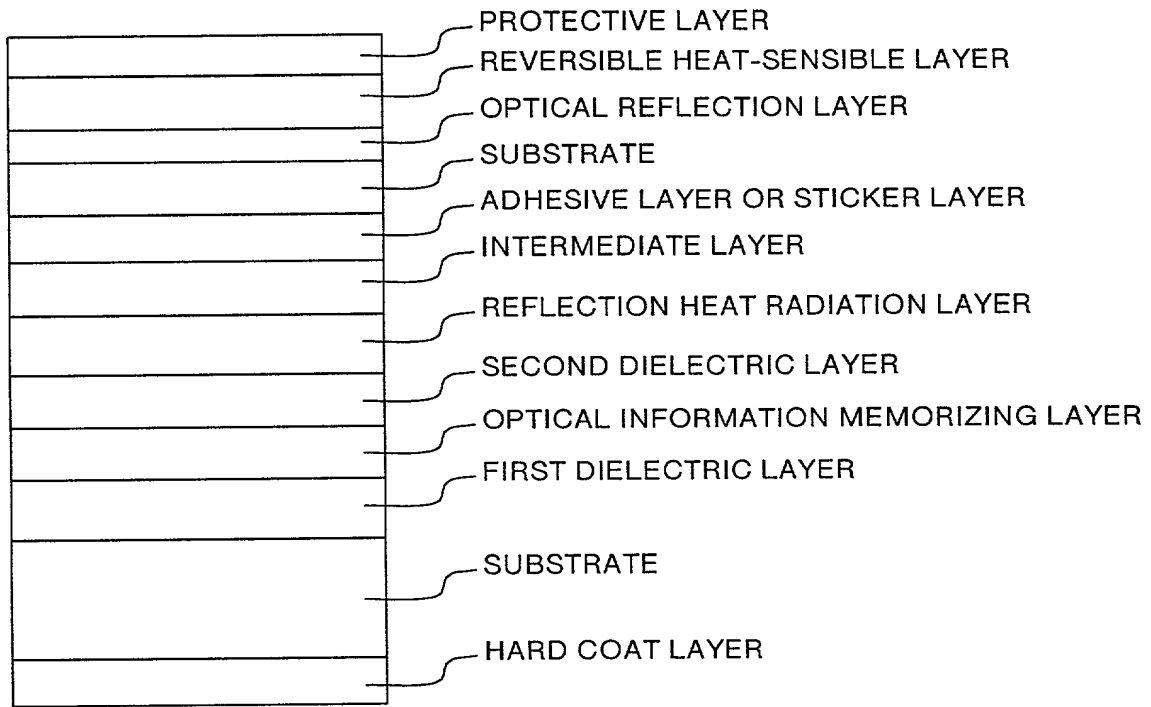 PROTECTIVE LAYER
REVERSIBLE HEAT-SENSIBLE LAYER
OPTICAL REFLECTION LAYER
SUBSTRATE
ADHESIVE LAYER OR STICKER LAYER
INTERMEDIATE LAYER
REFLECTION HEAT RADIATION LAYER
SECOND DIELECTRIC LAYER
OPTICAL INFORMATION MEMORIZING LAYER
FIRST DIELECTRIC LAYER
SUBSTRATE
HARD COAT LAYER